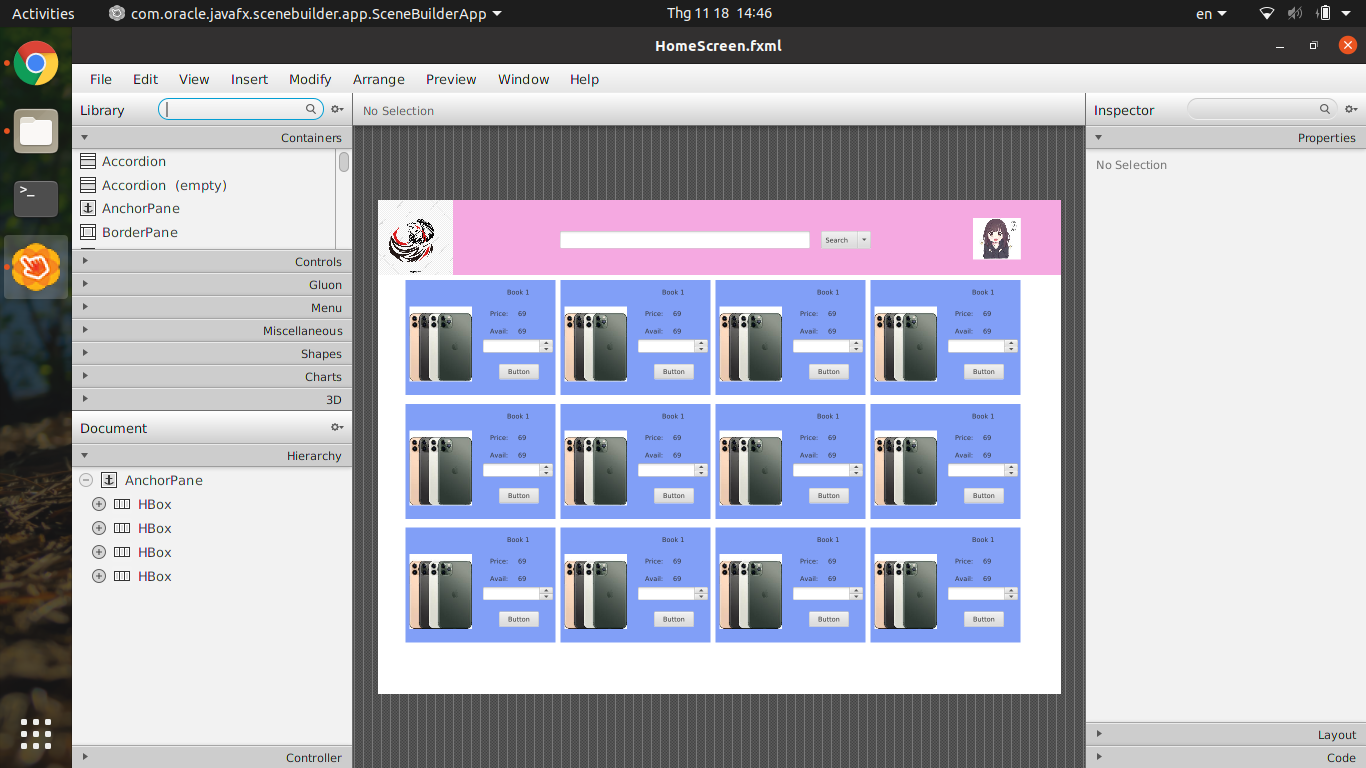 Activities com.oracle.javafx.scenebuilder.app.SceneBuilderApp Thg 11 18 14:46 en
HomeScreen.fxml
File Edit View Insert Modify Arrange Preview Window Help
Library No Selection Inspector
Containers Properties
Accordion No Selection
Accordion (empty)
AnchorPane
BorderPane
Controls
Gluon
Menu
Miscellaneous
Shapes
Charts
3D
Document
Hierarchy
AnchorPane
HBox
HBox
HBox
HBox
Controller
Search
Book 1 Book 1 Book 1 Book 1
Price: 69 Price: 69 Price: 69 Price: 69
Avail: 69 Avail: 69 Avail: 69 Avail: 69
Button Button Button Button
Book 1 Book 1 Book 1 Book 1
Price: 69 Price: 69 Price: 69 Price: 69
Avail: 69 Avail: 69 Avail: 69 Avail: 69
Button Button Button Button
Book 1 Book 1 Book 1 Book 1
Price: 69 Price: 69 Price: 69 Price: 69
Avail: 69 Avail: 69 Avail: 69 Avail: 69
Button Button Button Button
Layout
Code